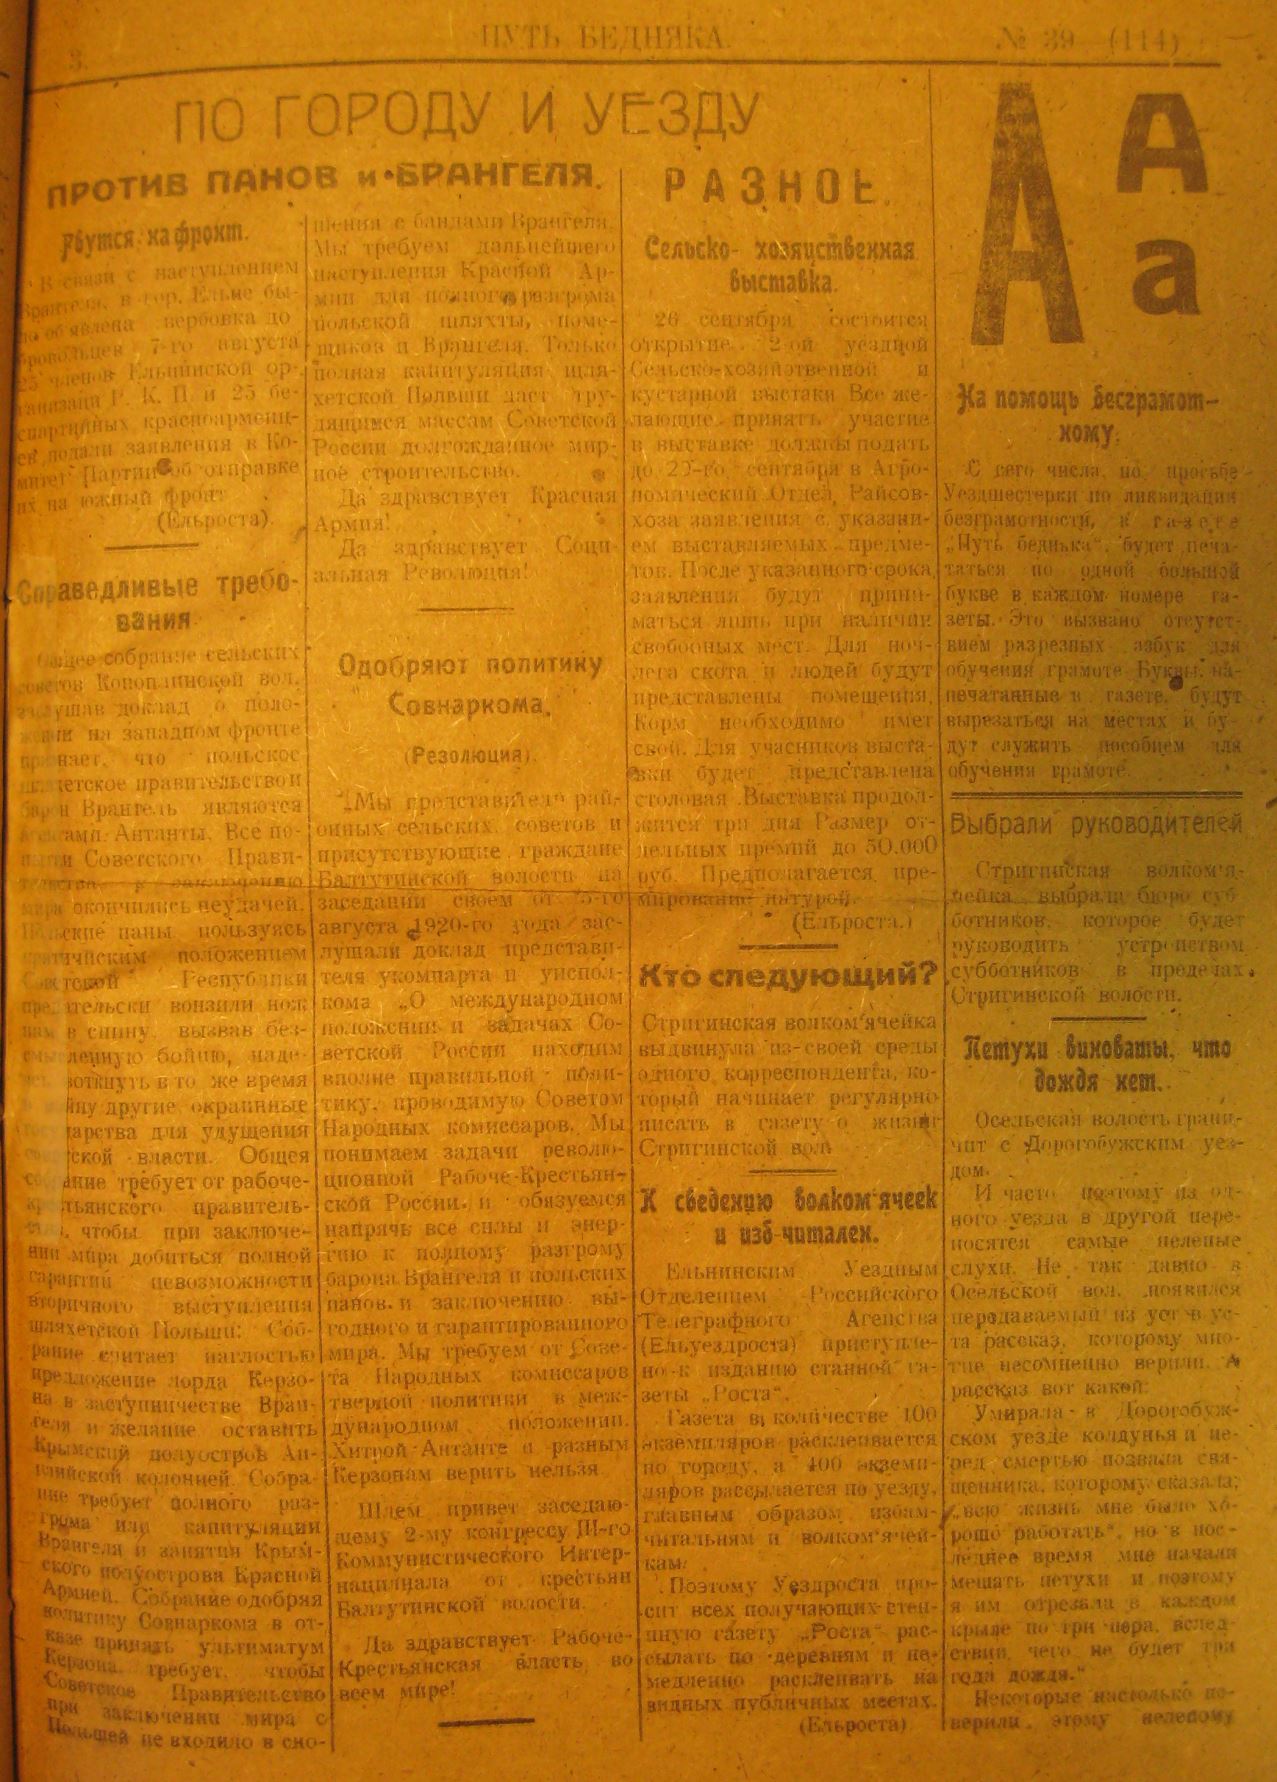 3.
ПУТЬ БЕДНЯКА.
№ 39 (114)
ПО ГОРОДУ И УЕЗДУ
ПРОТИВ ПАНОВ и БРАНГЕЛЯ.
Рвутся на фронт.
В связи с наступлением
Врангеля, в гор. Ельне бы-
ло об'явлена вербовка до
бровольцев 7-го августа
25 членов Ельнинской ор-
ганизаци Р. К. П. и 25 бе-
спартийных красноармейц-
ев, подали заявления в Ко-
митет Партии об отправке
их на южный фронт
(Ельроста).
Справедливые требо-
вания.
Общее собрание сельских
советов Коноплинской вол.
заслушав доклад о поло-
жении на западном фронте
признает, что польское
шляхетское правительство и
барон Врангель являются
агентами Антанты. Все по-
пытки Советского Прави-
тельства к заключению
мира окончились неудачей.
Польские паны пользуясь
критическим положением
Советской Республики
предательски вонзили нож
нам в спину, вызвав без-
смысленную бойню, наде-
воткнуть в то же время
войну другие окраинные
государства для удушения
советской власти. Общея
собрание требует от рабоче-
крестьянского правитель-
ства, чтобы при заключе-
нии мира добиться полной
гарантии невозможности
вторичного выступления
шляхетской Польши: Соб-
рание считает наглостью
предложение лорда Керзо-
на в заступничестве Вран-
геля и желание оставить
Крымский полуостров Ан-
глийской колонией. Собра-
ние требует полного раз-
грома или капитуляции
Врангеля и занятия Крым-
ского полуострова Красной
Армией. Собрание одобряя
политику Совнаркома в от-
казе принять ультиматум
Керзона, требует, чтобы
Советское Правительство
при заключении мира с
Польшей не входило в сно-
шения с бандами Врангеля.
Мы требуем дальнейшего
наступления Красной Ар-
мии для полного разгрома
польской шляхты, поме-
щиков и Врангеля. Только
полная капитуляция шля-
хетской Польши даст тру-
дящимся массам Советской
России долгожданное мир-
ное строительство.
Да здравствует Красная
Армия!
Да здравствует Соци-
альная Революция!
Одобряют политику
Совнаркома.
(Резолюция).
„Мы представители рай-
онных сельских советов и
присутствующие граждане
Балтутинской волости на
заседании своем от 5-го
августа 1920-го года зас-
лушали доклад представи-
теля укомпарта и уиспол-
кома „О международном
положении и задачах Со-
ветской России находим
вполне правильной поли-
тику, проводимую Советом
Народных комиссаров. Мы
понимаем задачи револю-
ционной Рабоче-Крестьян-
ской России, и обязуемся
напрячь все силы и энер-
гию к полному разгрому
барона Врангеля и польских
панов, и заключению вы-
годного и гарантированного
мира. Мы требуем от Сове-
та Народных комиссаров
твердой политики в меж-
дународном положении.
Хитрой Антанте и разным
Керзонам верить нельзя
Шлем привет заседаю-
щему 2-му конгрессу III-го
Коммунистического Интер-
национала от крестьян
Балтутинской волости.
Да здравствует Рабоче-
Крестьянская власть во
всем мире!
РАЗНОЕ.
Сельско-хозяйственная
выставка.
26 сентября состоится
открытие 2-ой уездной
Сельско-хозяйственной и
кустарной выстаки Все же-
лающие принять участие
в выставке должны подать
до 20-го сентября в Агро-
номический Отдел, Райсов-
хоза заявления с указани-
ем выставляемых предме-
тов. После указанного срока
заявления будут прини-
маться лишь при наличии
свободных мест. Для ноч-
лега скота и людей будут
представлены помещения.
Корм необходимо имет
свой. Для учасников выста-
вки будет представлена
столовая. Выставка продол-
жится три дня Размер от-
дельных премий до 50.000
руб. Предполагается пре-
мирование натурой.
(Ельроста.)
Кто следующий?
Стригинская волком'ячейка
выдвинула из-своей среды
одного корреспондента, ко-
торый начинает регулярно
писать в газету о жизни
Стригинской вол.
К сведению волком'ячеек
и изб-читален.
Ельнинским Уездным
Отделением Российского
Телеграфного Агенства
(Ельуездроста) приступле-
но к изданию станной га-
зеты „Роста“.
Газета в количестве 100
экземпляров расклеивается
по городу, а 400 экземп-
ляров рассылается по уезду,
главным образом, избам-
читальням и волком'ячей-
кам.
Поэтому Уездроста про-
сит всех получающих стен-
ную газету „Роста“ рас-
сылать по деревням и не-
медленно расклеивать на
видных публичных местах.
(Ельроста)
А А
а
На помощь безграмот-
ному.
С сего числа, по просьбе
Уездшестерки по ликвидации
безграмотности, в газете
„Путь беднька“, будет печа-
таться по одной большой
букве в каждом номере га-
зеты. Это вызвано отсутст-
вием разрезных азбук для
обучения грамоте Буквы на-
печатанные в газете, будут
вырезаться на местах и бу-
дут служить пособием для
обучения грамоте.
Выбрали руководителей
Стригинская волком'я-
чейка выбрала бюро суб-
ботников, которое будет
руководить устройством
субботников в пределах
Стригинской волости.
Петухи виноваты, что
дождя нет.
Осельская волость грани-
чит с Дорогобужским уез-
дом.
И часто поэтому из од-
ного уезда в другой пере-
носятся самые нелепые
слухи. Не так давно в
Осельской вол. появился
передаваемый из уст в ус-
та рассказ, которому мно-
гие несомненно верили. А
рассказ вот какой:
Умирала в Дорогобуж-
ском уезде колдунья и пе-
ред смертью позвала свя-
щенника, которому сказала:
„всю жизнь мне было хо-
рошо работать“, но в пос-
леднее время мне начали
мешать петухи и поэтому
я им отрезала в каждом
крыле по три пера, вслед-
ствии чего не будет три
года дождя.“
Некоторые настолько по-
верили этому нелепому